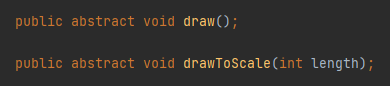 public abstract void draw();
public abstract void drawToScale(int length);